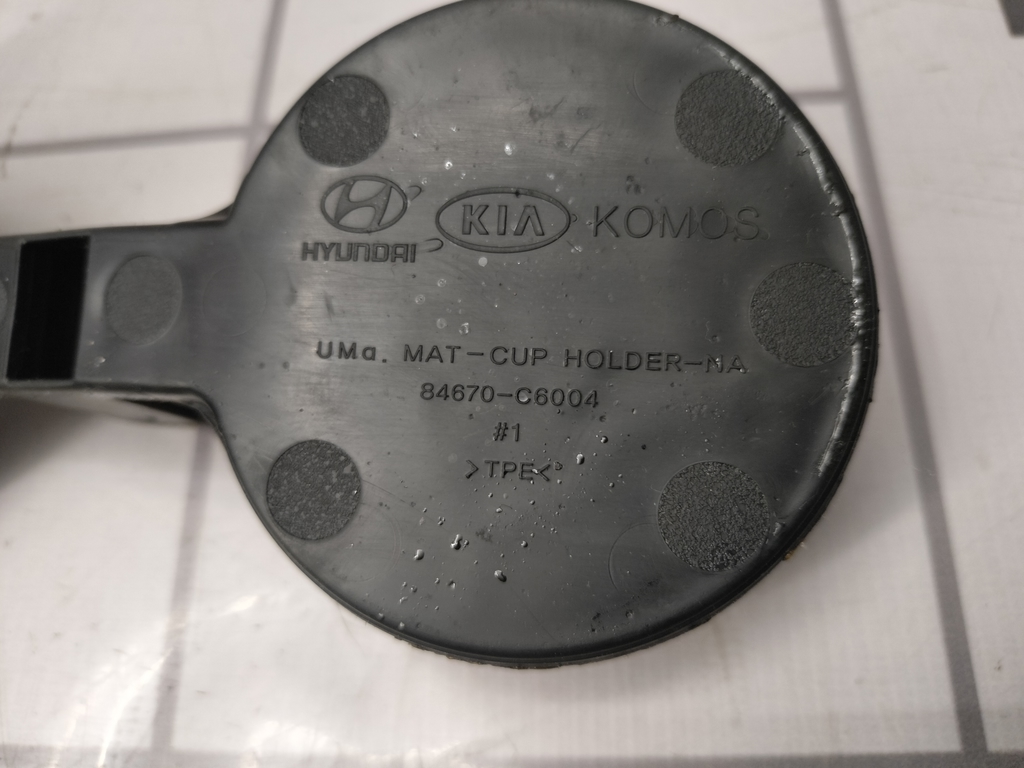 HYUNDAI KIA KOMOS
UMa. MAT-CUP HOLDER-NA
84670-C6004
#1
>TPE<